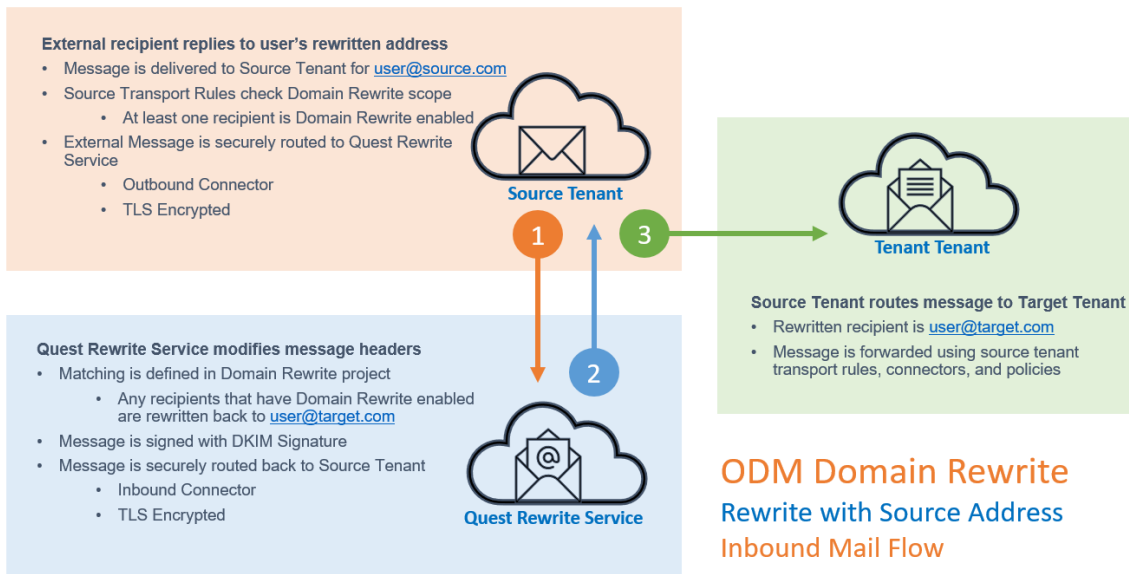 External recipient replies to user's rewritten address
• Message is delivered to Source Tenant for user@source.com
• Source Transport Rules check Domain Rewrite scope
• At least one recipient is Domain Rewrite enabled
• External Message is securely routed to Quest Rewrite
Service
• Outbound Connector
• TLS Encrypted
Source Tenant
1
2
3
Tenant Tenant
Source Tenant routes message to Target Tenant
• Rewritten recipient is user@target.com
• Message is forwarded using source tenant
transport rules, connectors, and policies
Quest Rewrite Service modifies message headers
• Matching is defined in Domain Rewrite project
• Any recipients that have Domain Rewrite enabled
are rewritten back to user@target.com
• Message is signed with DKIM Signature
• Message is securely routed back to Source Tenant
• Inbound Connector
• TLS Encrypted
@
Quest Rewrite Service
ODM Domain Rewrite
Rewrite with Source Address
Inbound Mail Flow